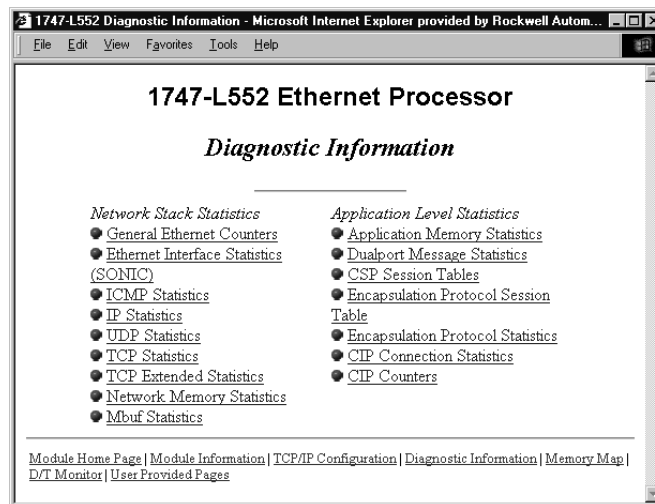 1747-L552 Diagnostic Information - Microsoft Internet Explorer provided by Rockwell Autom...
File Edit View Favorites Tools Help
1747-L552 Ethernet Processor
Diagnostic Information
Network Stack Statistics
General Ethernet Counters
Ethernet Interface Statistics
(SONIC)
ICMP Statistics
IP Statistics
UDP Statistics
TCP Statistics
TCP Extended Statistics
Network Memory Statistics
Mbuf Statistics
Application Level Statistics
Application Memory Statistics
Dualport Message Statistics
CSP Session Tables
Encapsulation Protocol Session
Table
Encapsulation Protocol Statistics
CIP Connection Statistics
CIP Counters
Module Home Page | Module Information | TCP/IP Configuration | Diagnostic Information | Memory Map |
D/T Monitor | User Provided Pages